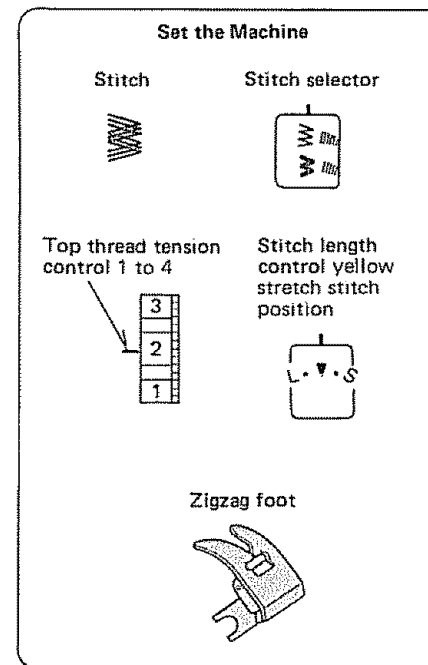 Set the Machine
Stitch
Stitch selector
Top thread tension
control 1 to 4
Stitch length
control yellow
stretch stitch
position
3
2
1
L S
Zigzag foot